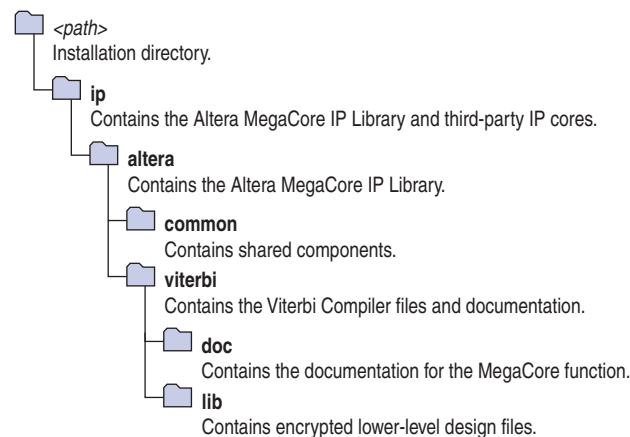 <path>
Installation directory.
ip
Contains the Altera MegaCore IP Library and third-party IP cores.
altera
Contains the Altera MegaCore IP Library.
common
Contains shared components.
viterbi
Contains the Viterbi Compiler files and documentation.
doc
Contains the documentation for the MegaCore function.
lib
Contains encrypted lower-level design files.